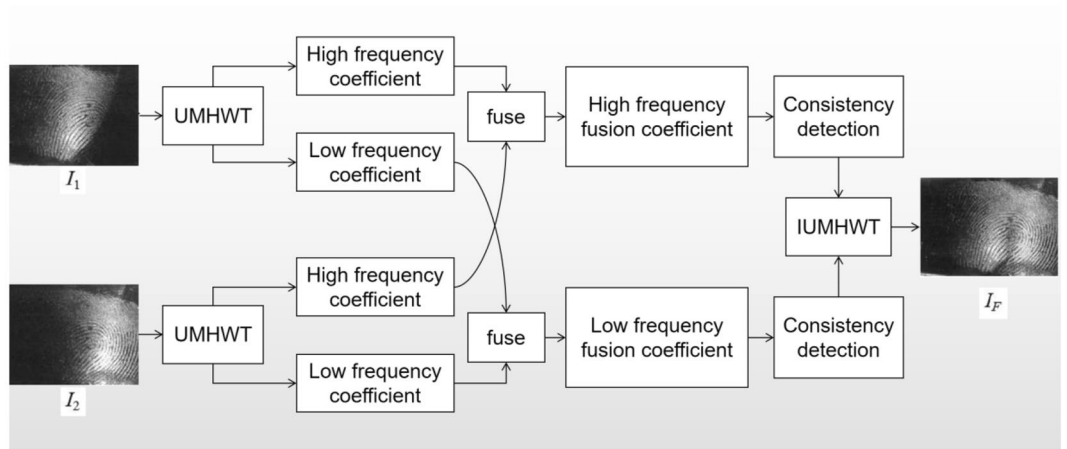 I₁
UMHWT
High frequency
coefficient
Low frequency
coefficient
I₂
UMHWT
High frequency
coefficient
Low frequency
coefficient
fuse
High frequency
fusion coefficient
Consistency
detection
fuse
Low frequency
fusion coefficient
Consistency
detection
IUMHWT
I_F